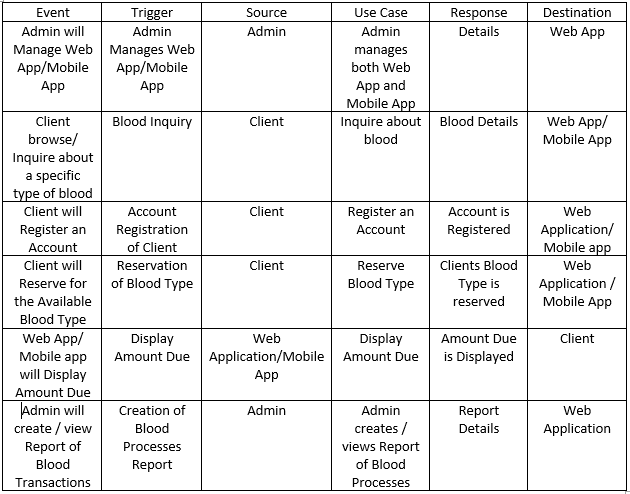 Event Trigger Source Use Case Response Destination
Admin will
Manage Web
App/Mobile
App
Admin
Manages Web
App/Mobile
App
Admin
Admin
manages
both Web
App and
Mobile App
Details
Web App
Client
browse/
Inquire about
a specific
type of blood
Blood Inquiry
Client
Inquire about
blood
Blood Details
Web App/
Mobile App
Client will
Register an
Account
Account
Registration
of Client
Client
Register an
Account
Account is
Registered
Web
Application/
Mobile app
Client will
Reserve for
the Available
Blood Type
Reservation
of Blood Type
Client
Reserve
Blood Type
Clients Blood
Type is
reserved
Web
Application /
Mobile App
Web App/
Mobile app
will Display
Amount Due
Display
Amount Due
Web
Application/Mobile
App
Display
Amount Due
Amount Due
is Displayed
Client
Admin will
create / view
Report of
Blood
Transactions
Creation of
Blood
Processes
Report
Admin
Admin
creates /
views Report
of Blood
Processes
Report
Details
Web
Application